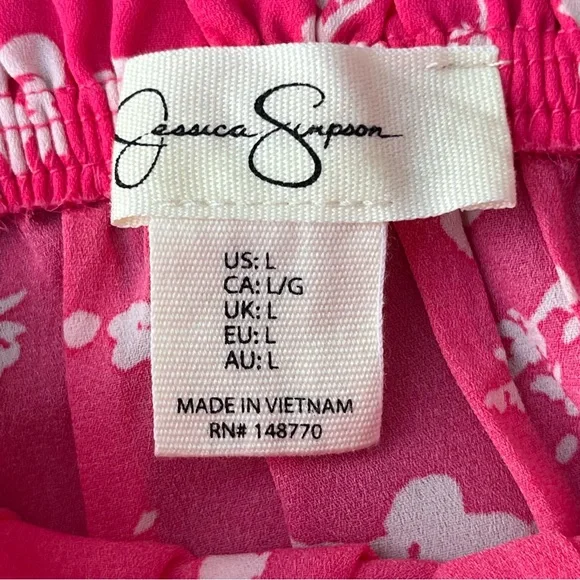 Jessica Simpson
US: L
CA: L/G
UK: L
EU: L
AU: L
MADE IN VIETNAM
RN# 148770